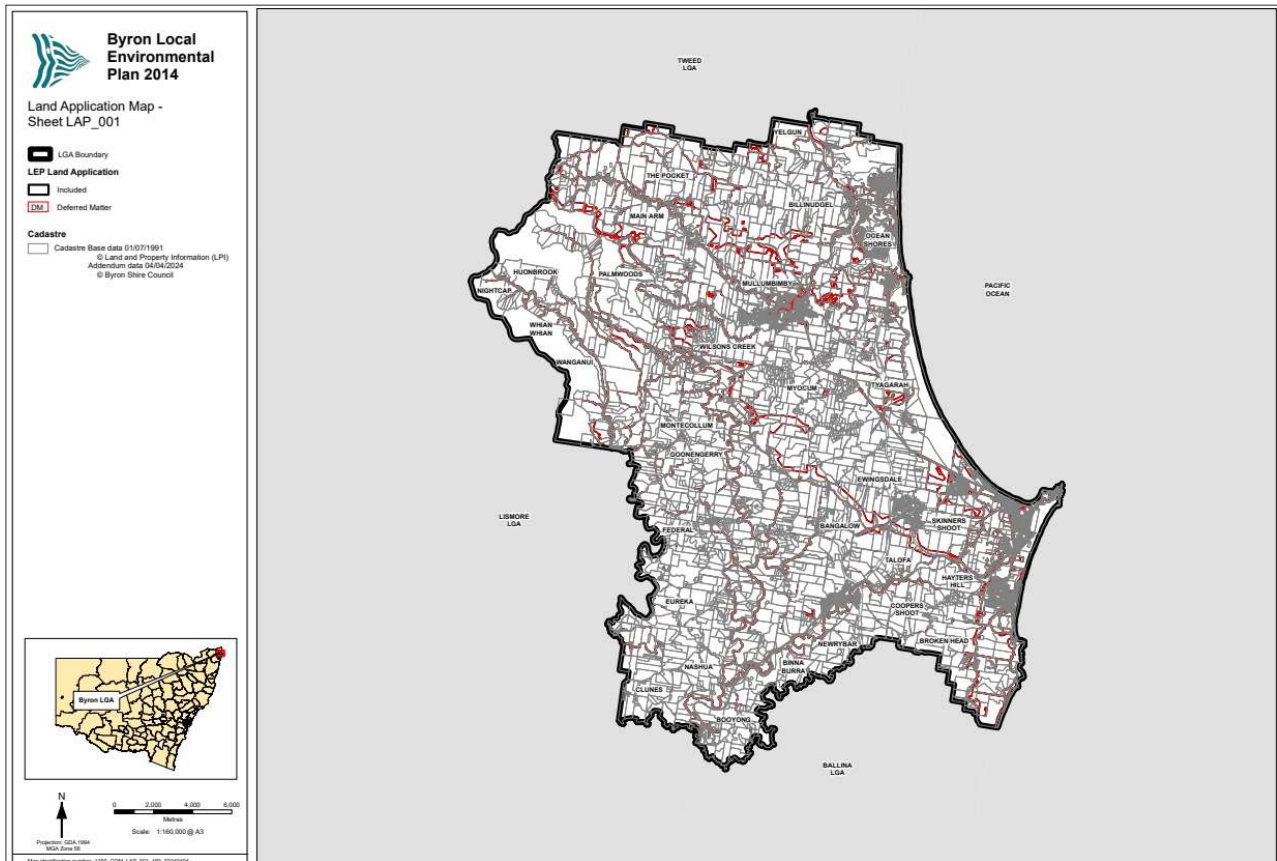 Byron Local
Environmental
Plan 2014
Land Application Map -
Sheet LAP_001
LGA Boundary
LEP Land Application
Included
DM Deferred Matter
Cadastre
Cadastre Base data 01/07/1991
© Land and Property Information (LPI)
Addendum data 04/04/2024
© Byron Shire Council
Byron LGA
N
0 2,000 4,000 6,000
Metres
Scale: 1:160,000 @ A3
Projection: GDA 1994
MGA Zone 56
TWEED
LGA
YELGUN
THE POCKET
BILLINUDGEL
MAIN ARM
OCEAN
SHORES
HUONBROOK
PALMWOODS
NIGHTCAP
MULLUMBIMBY
PACIFIC
OCEAN
WHIAN
WHIAN
WILSONS CREEK
WANGANUI
MYOCUM
TYAGARAH
MONTECOLLUM
GOONENGERRY
EWINGSDALE
LISMORE
LGA
FEDERAL
BANGALOW
SKINNERS
SHOOT
TALOFA
HAYTERS
HILL
EUREKA
COOPERS
SHOOT
NEWRYBAR
BROKEN HEAD
NASHUA
BINNA
BURRA
CLUNES
BOOYONG
BALLINA
LGA